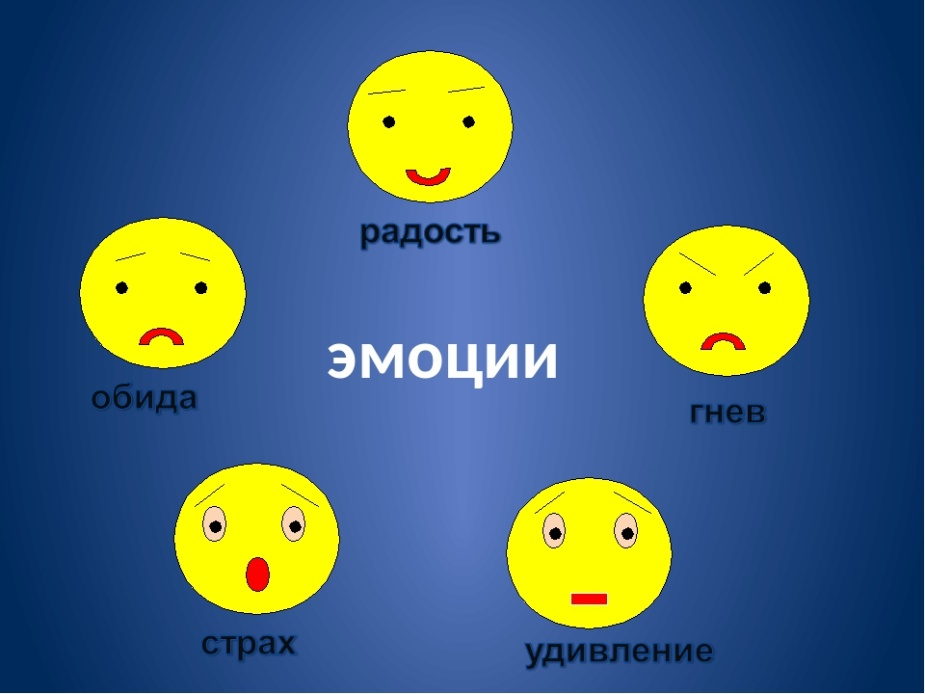 радость
обида
эмоции
гнев
страх
удивление